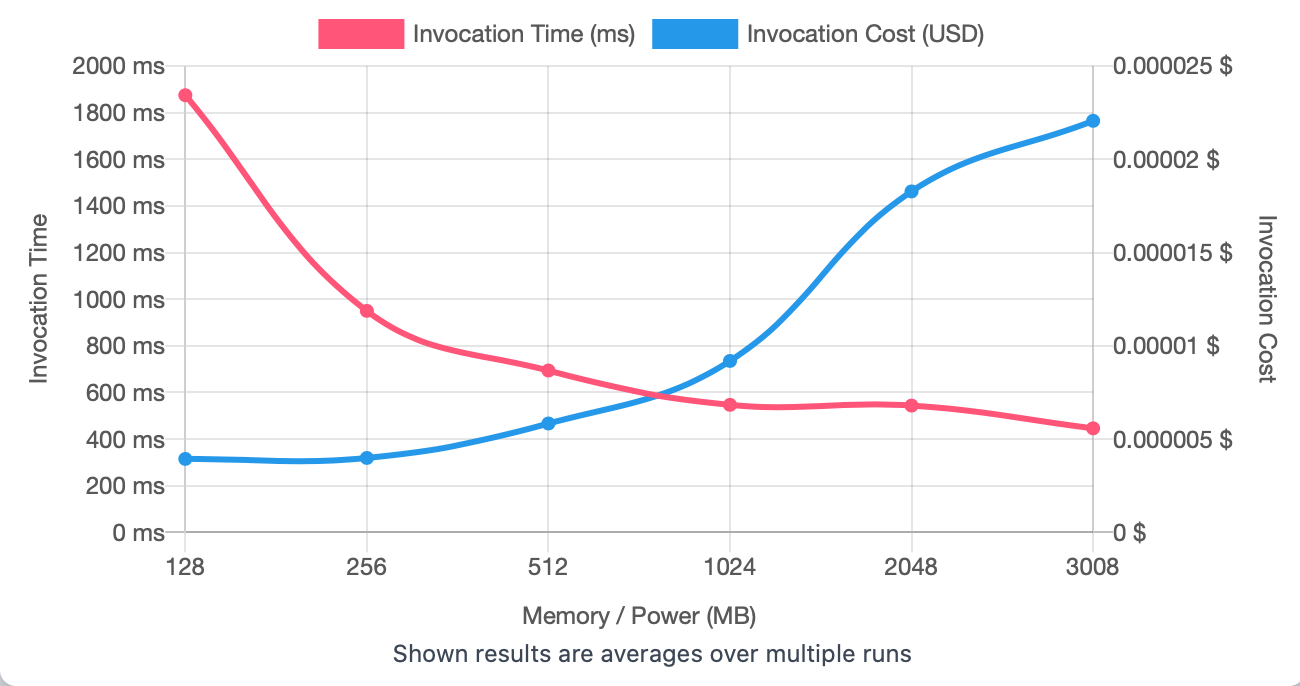 Invocation Time (ms) Invocation Cost (USD)
2000 ms 0.000025 $
1800 ms
1600 ms 0.00002 $
1400 ms
1200 ms 0.000015 $
1000 ms
800 ms 0.00001 $
600 ms
400 ms 0.000005 $
200 ms
0 ms 0 $
Invocation Time
Invocation Cost
128 256 512 1024 2048 3008
Memory / Power (MB)
Shown results are averages over multiple runs